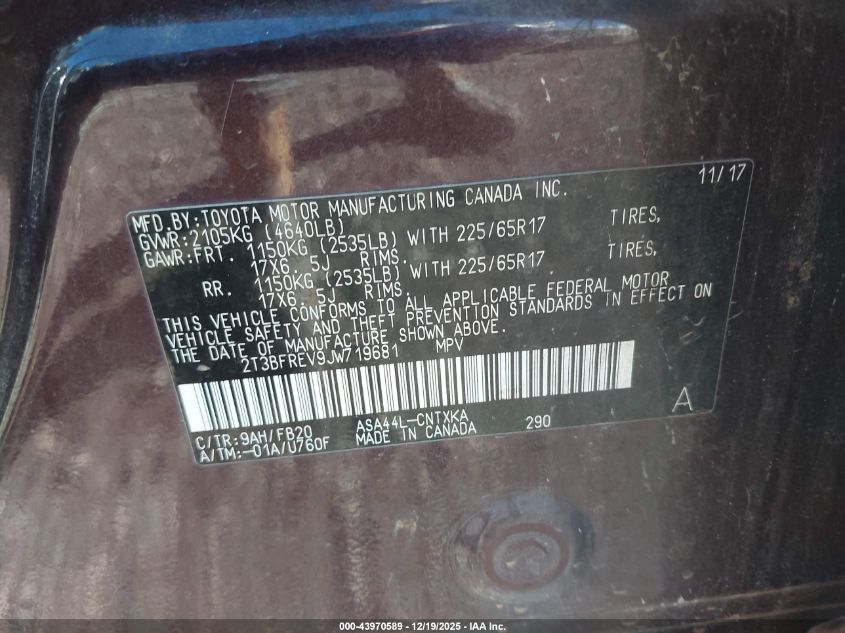 11/17
MFD.BY:TOYOTA MOTOR MANUFACTURING CANADA INC.
GVWR:2105KG (4640LB)
GAWR:FRT. 1150KG (2535LB) WITH 225/65R17 TIRES,
17X6.5J RIMS.
RR. 1150KG (2535LB) WITH 225/65R17 TIRES,
17X6.5J RIMS.
THIS VEHICLE CONFORMS TO ALL APPLICABLE FEDERAL MOTOR
VEHICLE SAFETY AND THEFT PREVENTION STANDARDS IN EFFECT ON
THE DATE OF MANUFACTURE SHOWN ABOVE.
2T3BFREV9JW719681 MPV
A
C/TR:9AH/FB20 ASA44L-CNTXKA 290
A/TM:-01A/U760F MADE IN CANADA
000-43970589 - 12/19/2025 - IAA Inc.